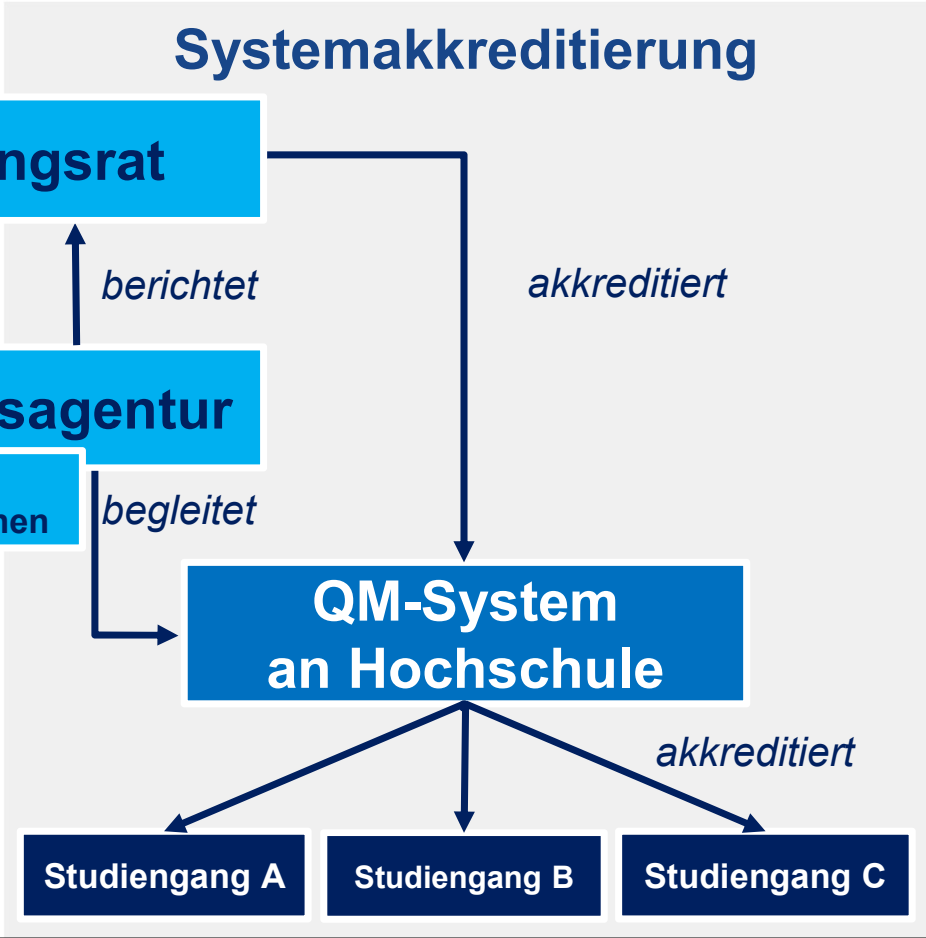 Systemakkreditierung
ngsrat
berichtet
akkreditiert
sagentur
begleitet
nen
QM-System
an Hochschule
akkreditiert
Studiengang A
Studiengang B
Studiengang C